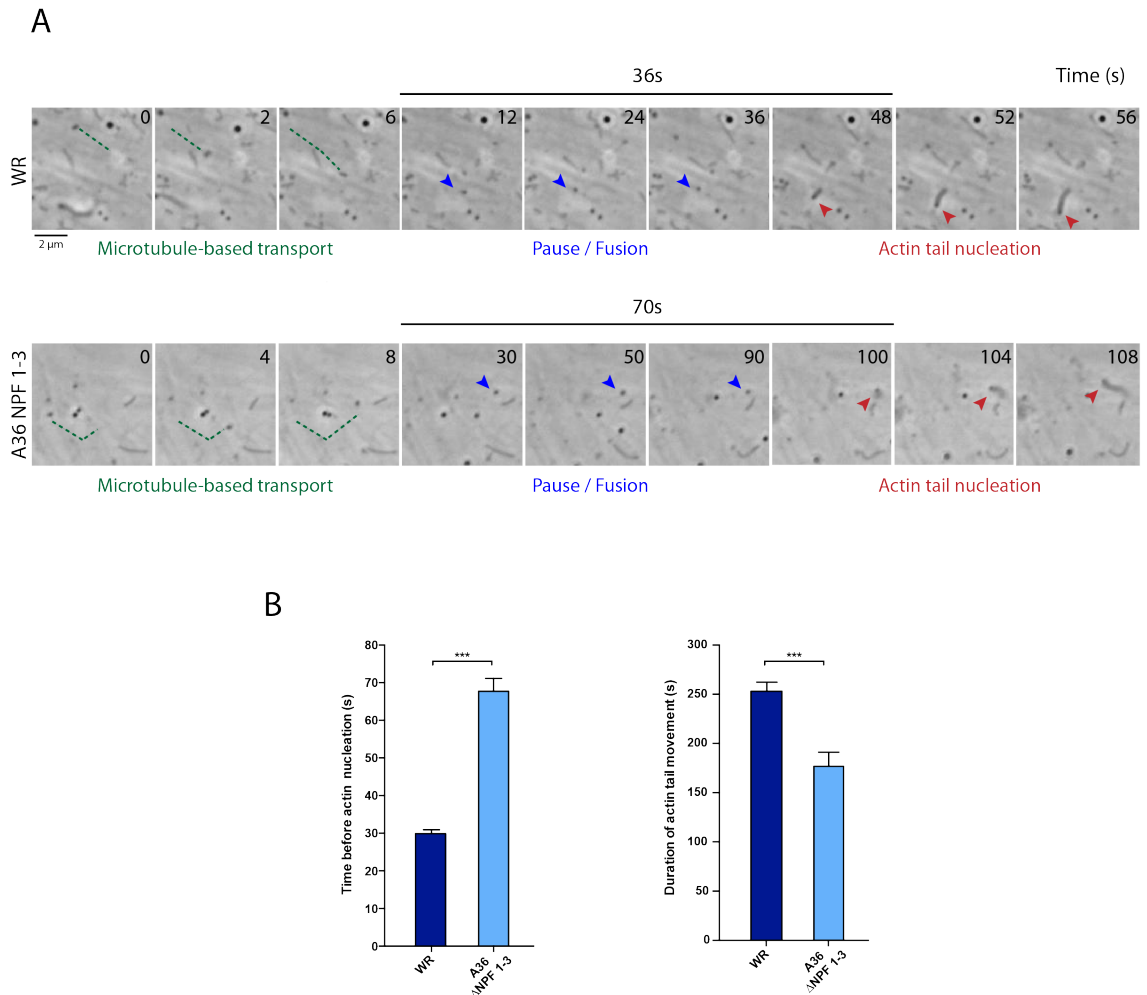 A
36s Time (s)
WR
0 2 6 12 24 36 48 52 56
2 µm
Microtubule-based transport Pause / Fusion Actin tail nucleation
70s
A36 NPF 1-3
0 4 8 30 50 90 100 104 108
Microtubule-based transport Pause / Fusion Actin tail nucleation
B
Time before actin nucleation (s)
80
70
60
50
40
30
20
10
0
***
WR
A36
ΔNPF 1-3
Duration of actin tail movement (s)
300
250
200
150
100
50
0
***
WR
A36
ΔNPF 1-3